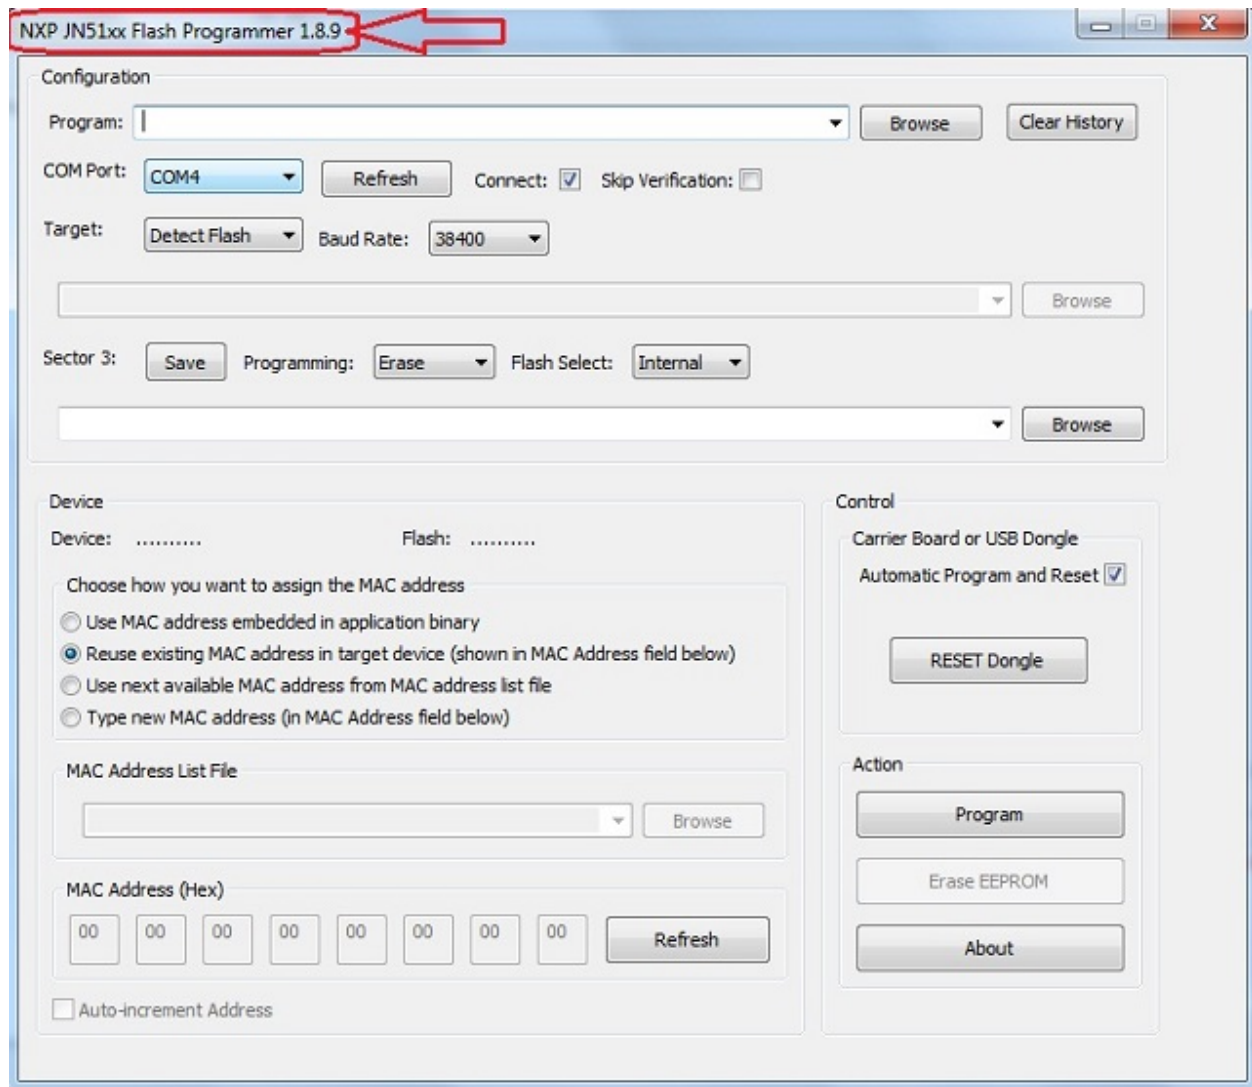 NXP JN51xx Flash Programmer 1.8.9
Configuration
Program: Browse Clear History
COM Port: COM4 Refresh Connect: Skip Verification:
Target: Detect Flash Baud Rate: 38400
Browse
Sector 3: Save Programming: Erase Flash Select: Internal
Browse
Device
Device: .......... Flash: ..........
Choose how you want to assign the MAC address
Use MAC address embedded in application binary
Reuse existing MAC address in target device (shown in MAC Address field below)
Use next available MAC address from MAC address list file
Type new MAC address (in MAC Address field below)
MAC Address List File
Browse
MAC Address (Hex)
00 00 00 00 00 00 00 00 Refresh
Auto-increment Address
Control
Carrier Board or USB Dongle
Automatic Program and Reset
RESET Dongle
Action
Program
Erase EEPROM
About